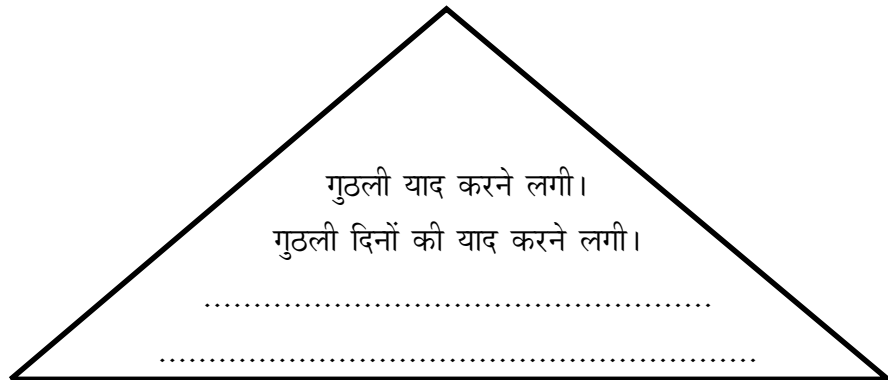 गुठली याद करने लगी।
गुठली दिनों की याद करने लगी।
..................................................
...........................................................